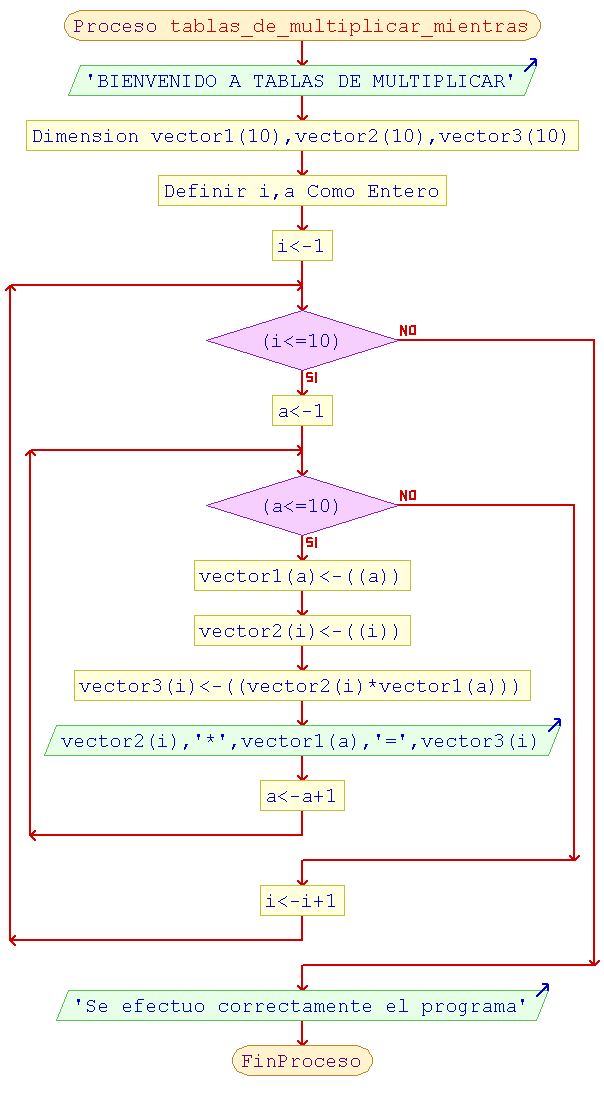 Proceso tablas_de_multiplicar_mientras
'BIENVENIDO A TABLAS DE MULTIPLICAR'
Dimension vector1(10),vector2(10),vector3(10)
Definir i,a Como Entero
i<-1
(i<=10)
NO
SI
a<-1
(a<=10)
NO
SI
vector1(a)<-((a))
vector2(i)<-((i))
vector3(i)<-((vector2(i)*vector1(a)))
vector2(i),'*',vector1(a),'=',vector3(i)
a<-a+1
i<-i+1
'Se efectuo correctamente el programa'
FinProceso